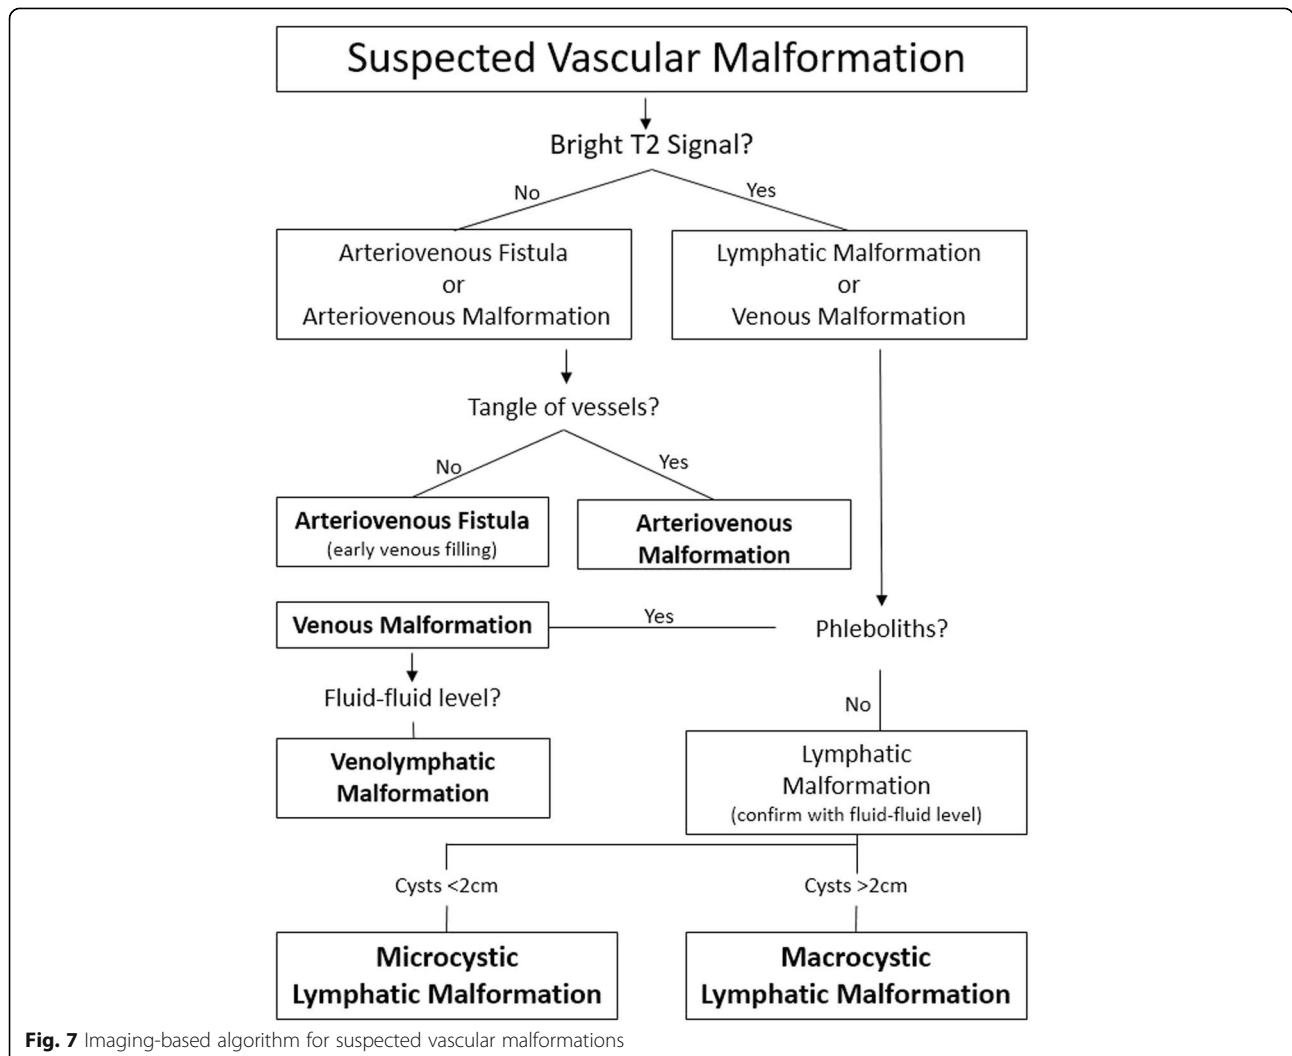 Suspected Vascular Malformation
Bright T2 Signal?
No
Yes
Arteriovenous Fistula
or
Arteriovenous Malformation
Lymphatic Malformation
or
Venous Malformation
Tangle of vessels?
No
Yes
Arteriovenous Fistula
(early venous filling)
Arteriovenous
Malformation
Venous Malformation
Yes
Phleboliths?
Fluid-fluid level?
No
Venolymphatic
Malformation
Lymphatic
Malformation
(confirm with fluid-fluid level)
Cysts <2cm
Cysts >2cm
Microcystic
Lymphatic Malformation
Macrocystic
Lymphatic Malformation
Fig. 7 Imaging-based algorithm for suspected vascular malformations